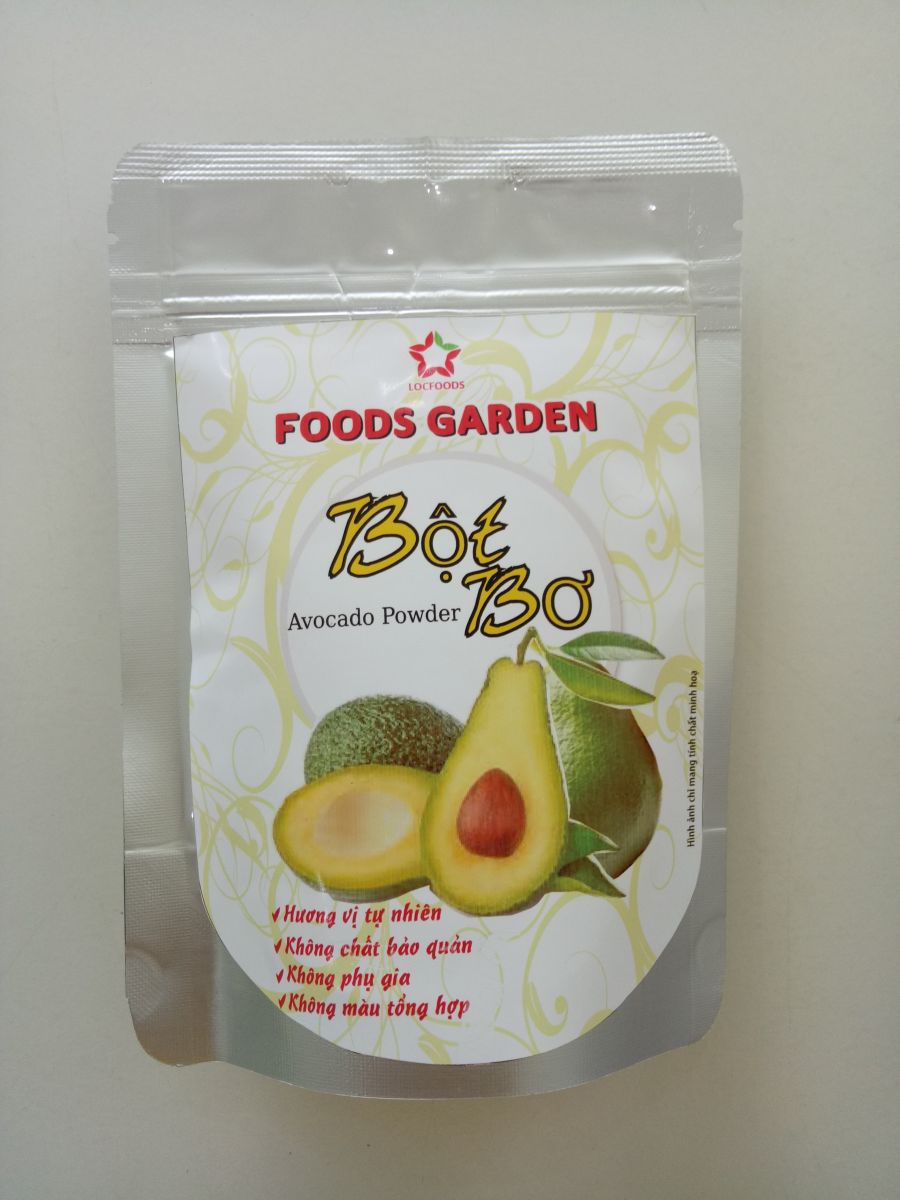 LOCFOODS
FOODS GARDEN
Bột
Bơ
Avocado Powder
Hình ảnh chỉ mang tính chất minh hoạ
✓Hương vị tự nhiên
✓Không chất bảo quản
✓Không phụ gia
✓Không màu tổng hợp